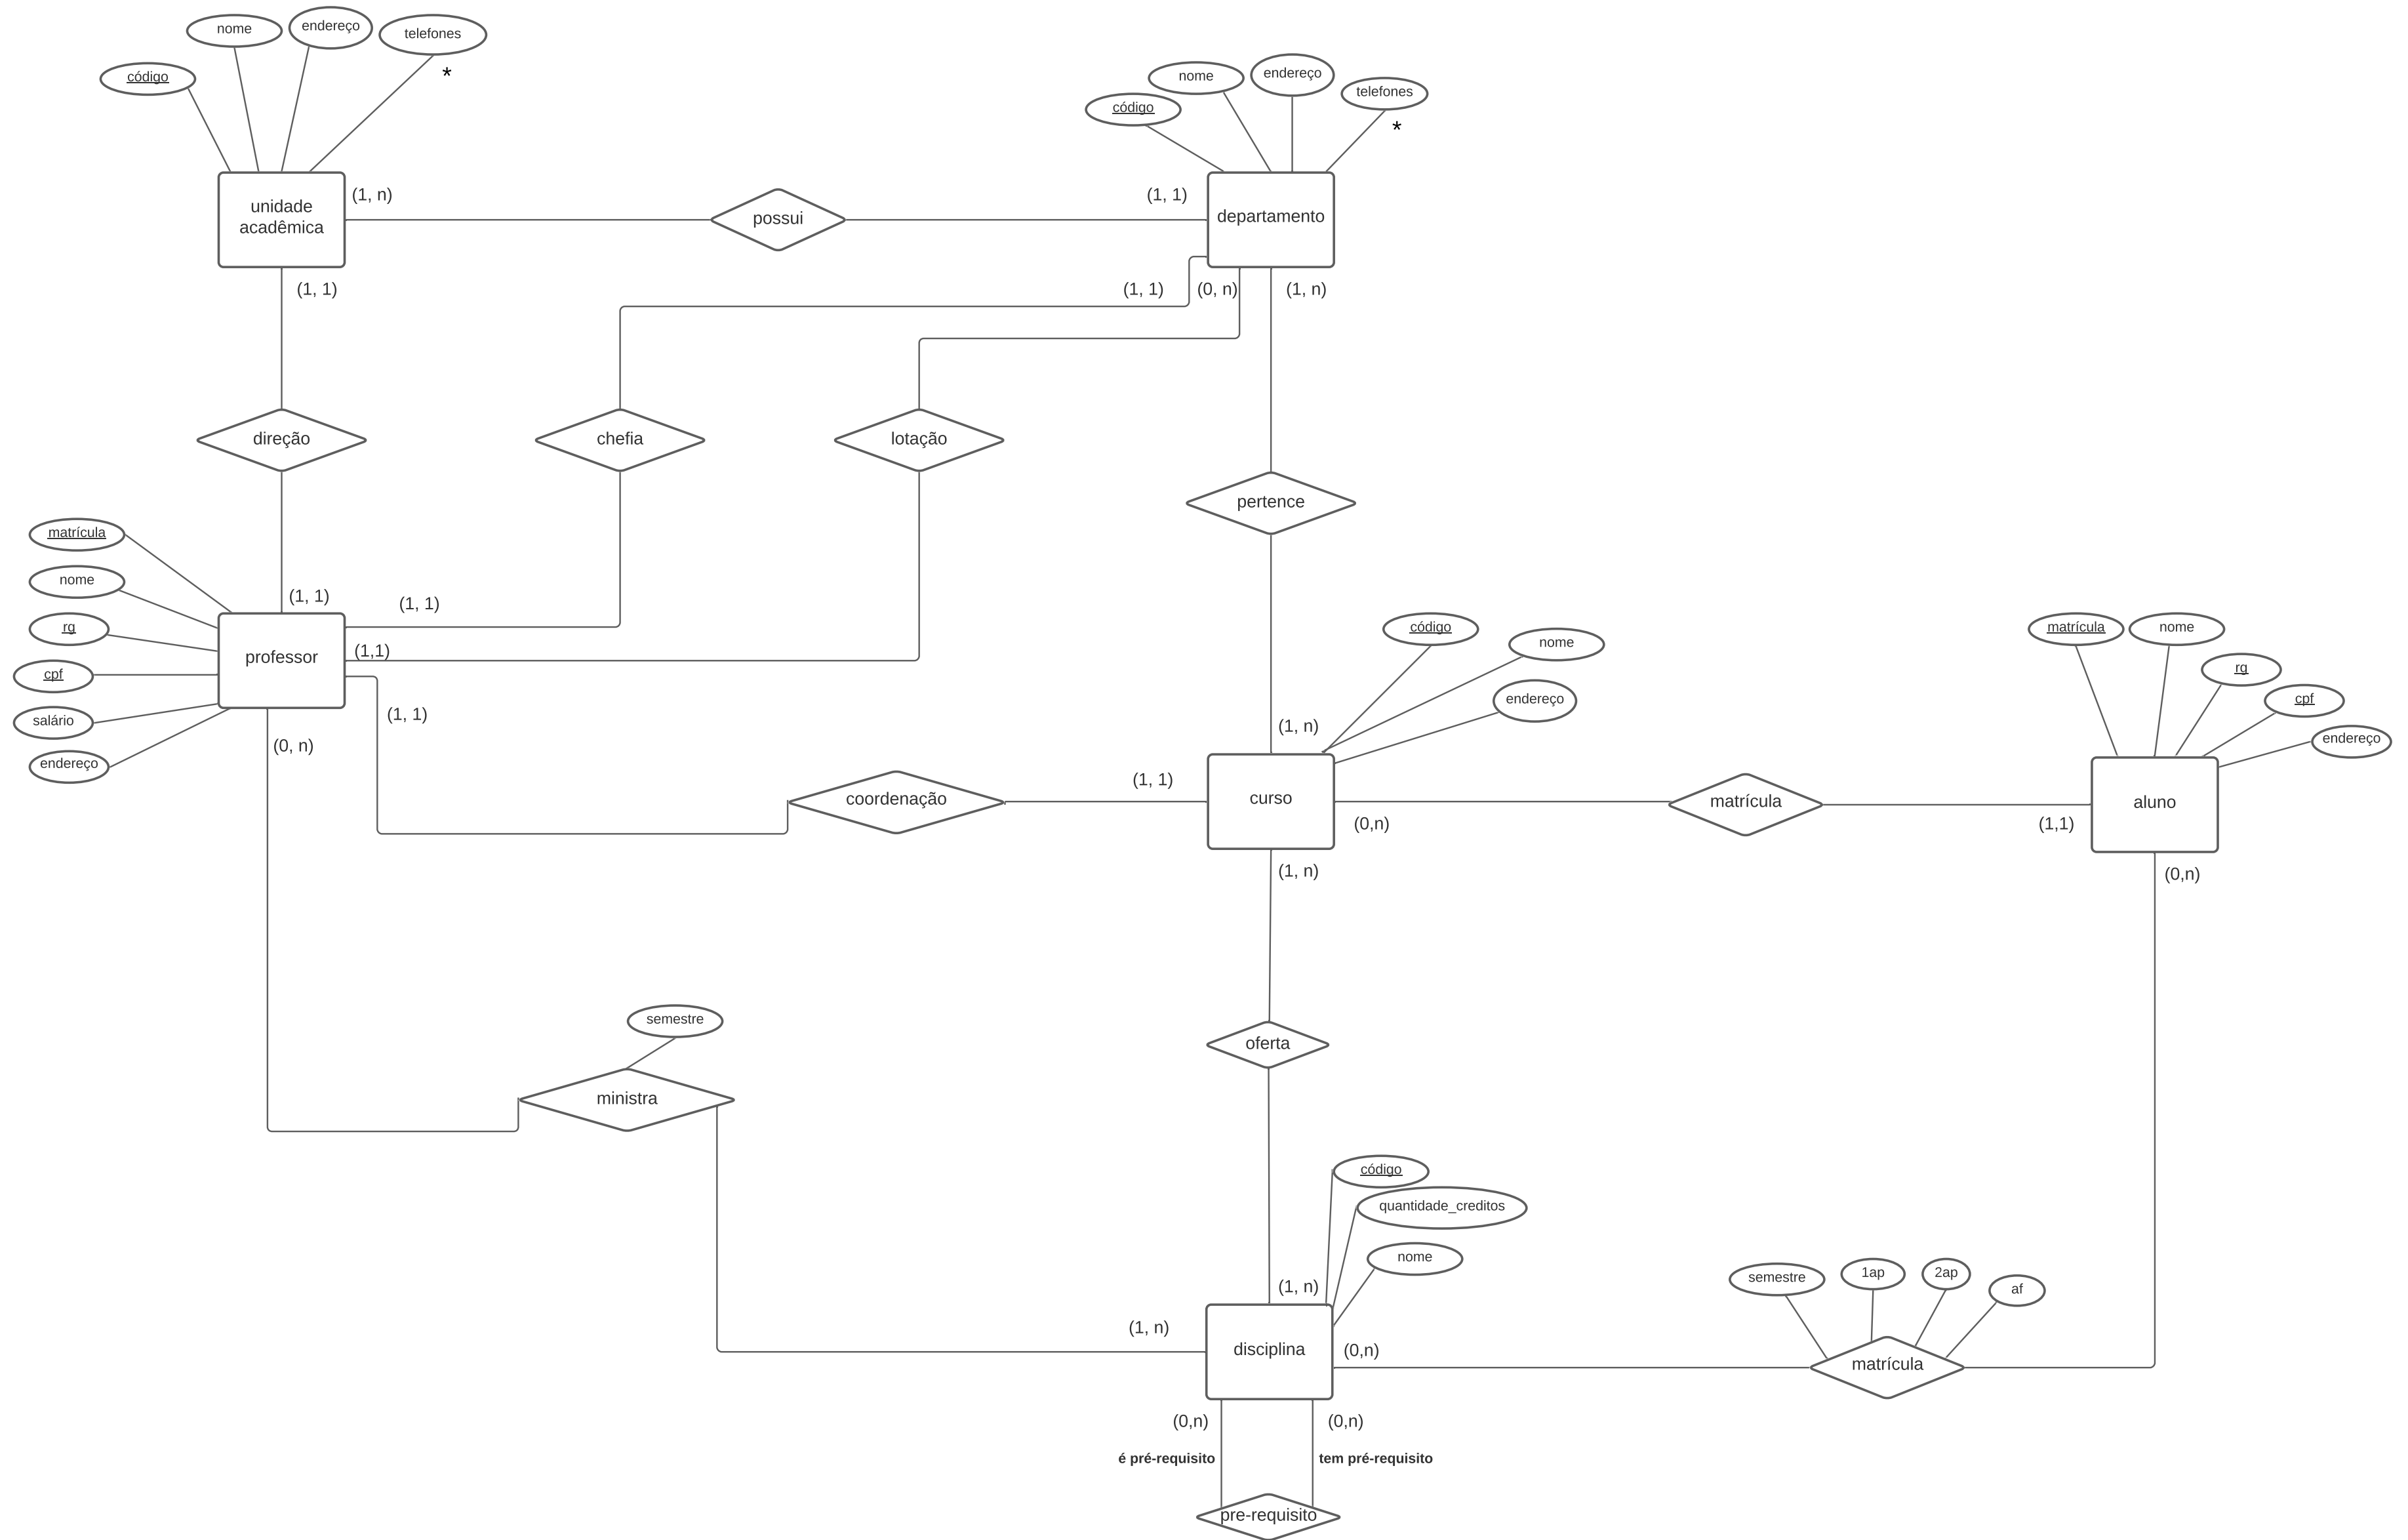 nome
endereço
telefones
*
código
nome
endereço
telefones
*
código
unidade
acadêmica
(1, n)
possui
(1, 1)
departamento
(1, 1)
(1, 1)
(0, n)
(1, n)
direção
chefia
lotação
pertence
matrícula
nome
rg
cpf
salário
endereço
(1, 1)
(1, 1)
professor
(1,1)
(1, 1)
(0, n)
código
nome
endereço
(1, n)
matrícula
nome
rg
cpf
endereço
coordenação
(1, 1)
curso
(0,n)
matrícula
(1,1)
aluno
(1, n)
(0,n)
semestre
ministra
oferta
código
quantidade_creditos
nome
(1, n)
(1, n)
disciplina
(0,n)
semestre
1ap
2ap
af
matrícula
(0,n)
(0,n)
é pré-requisito
tem pré-requisito
pre-requisito